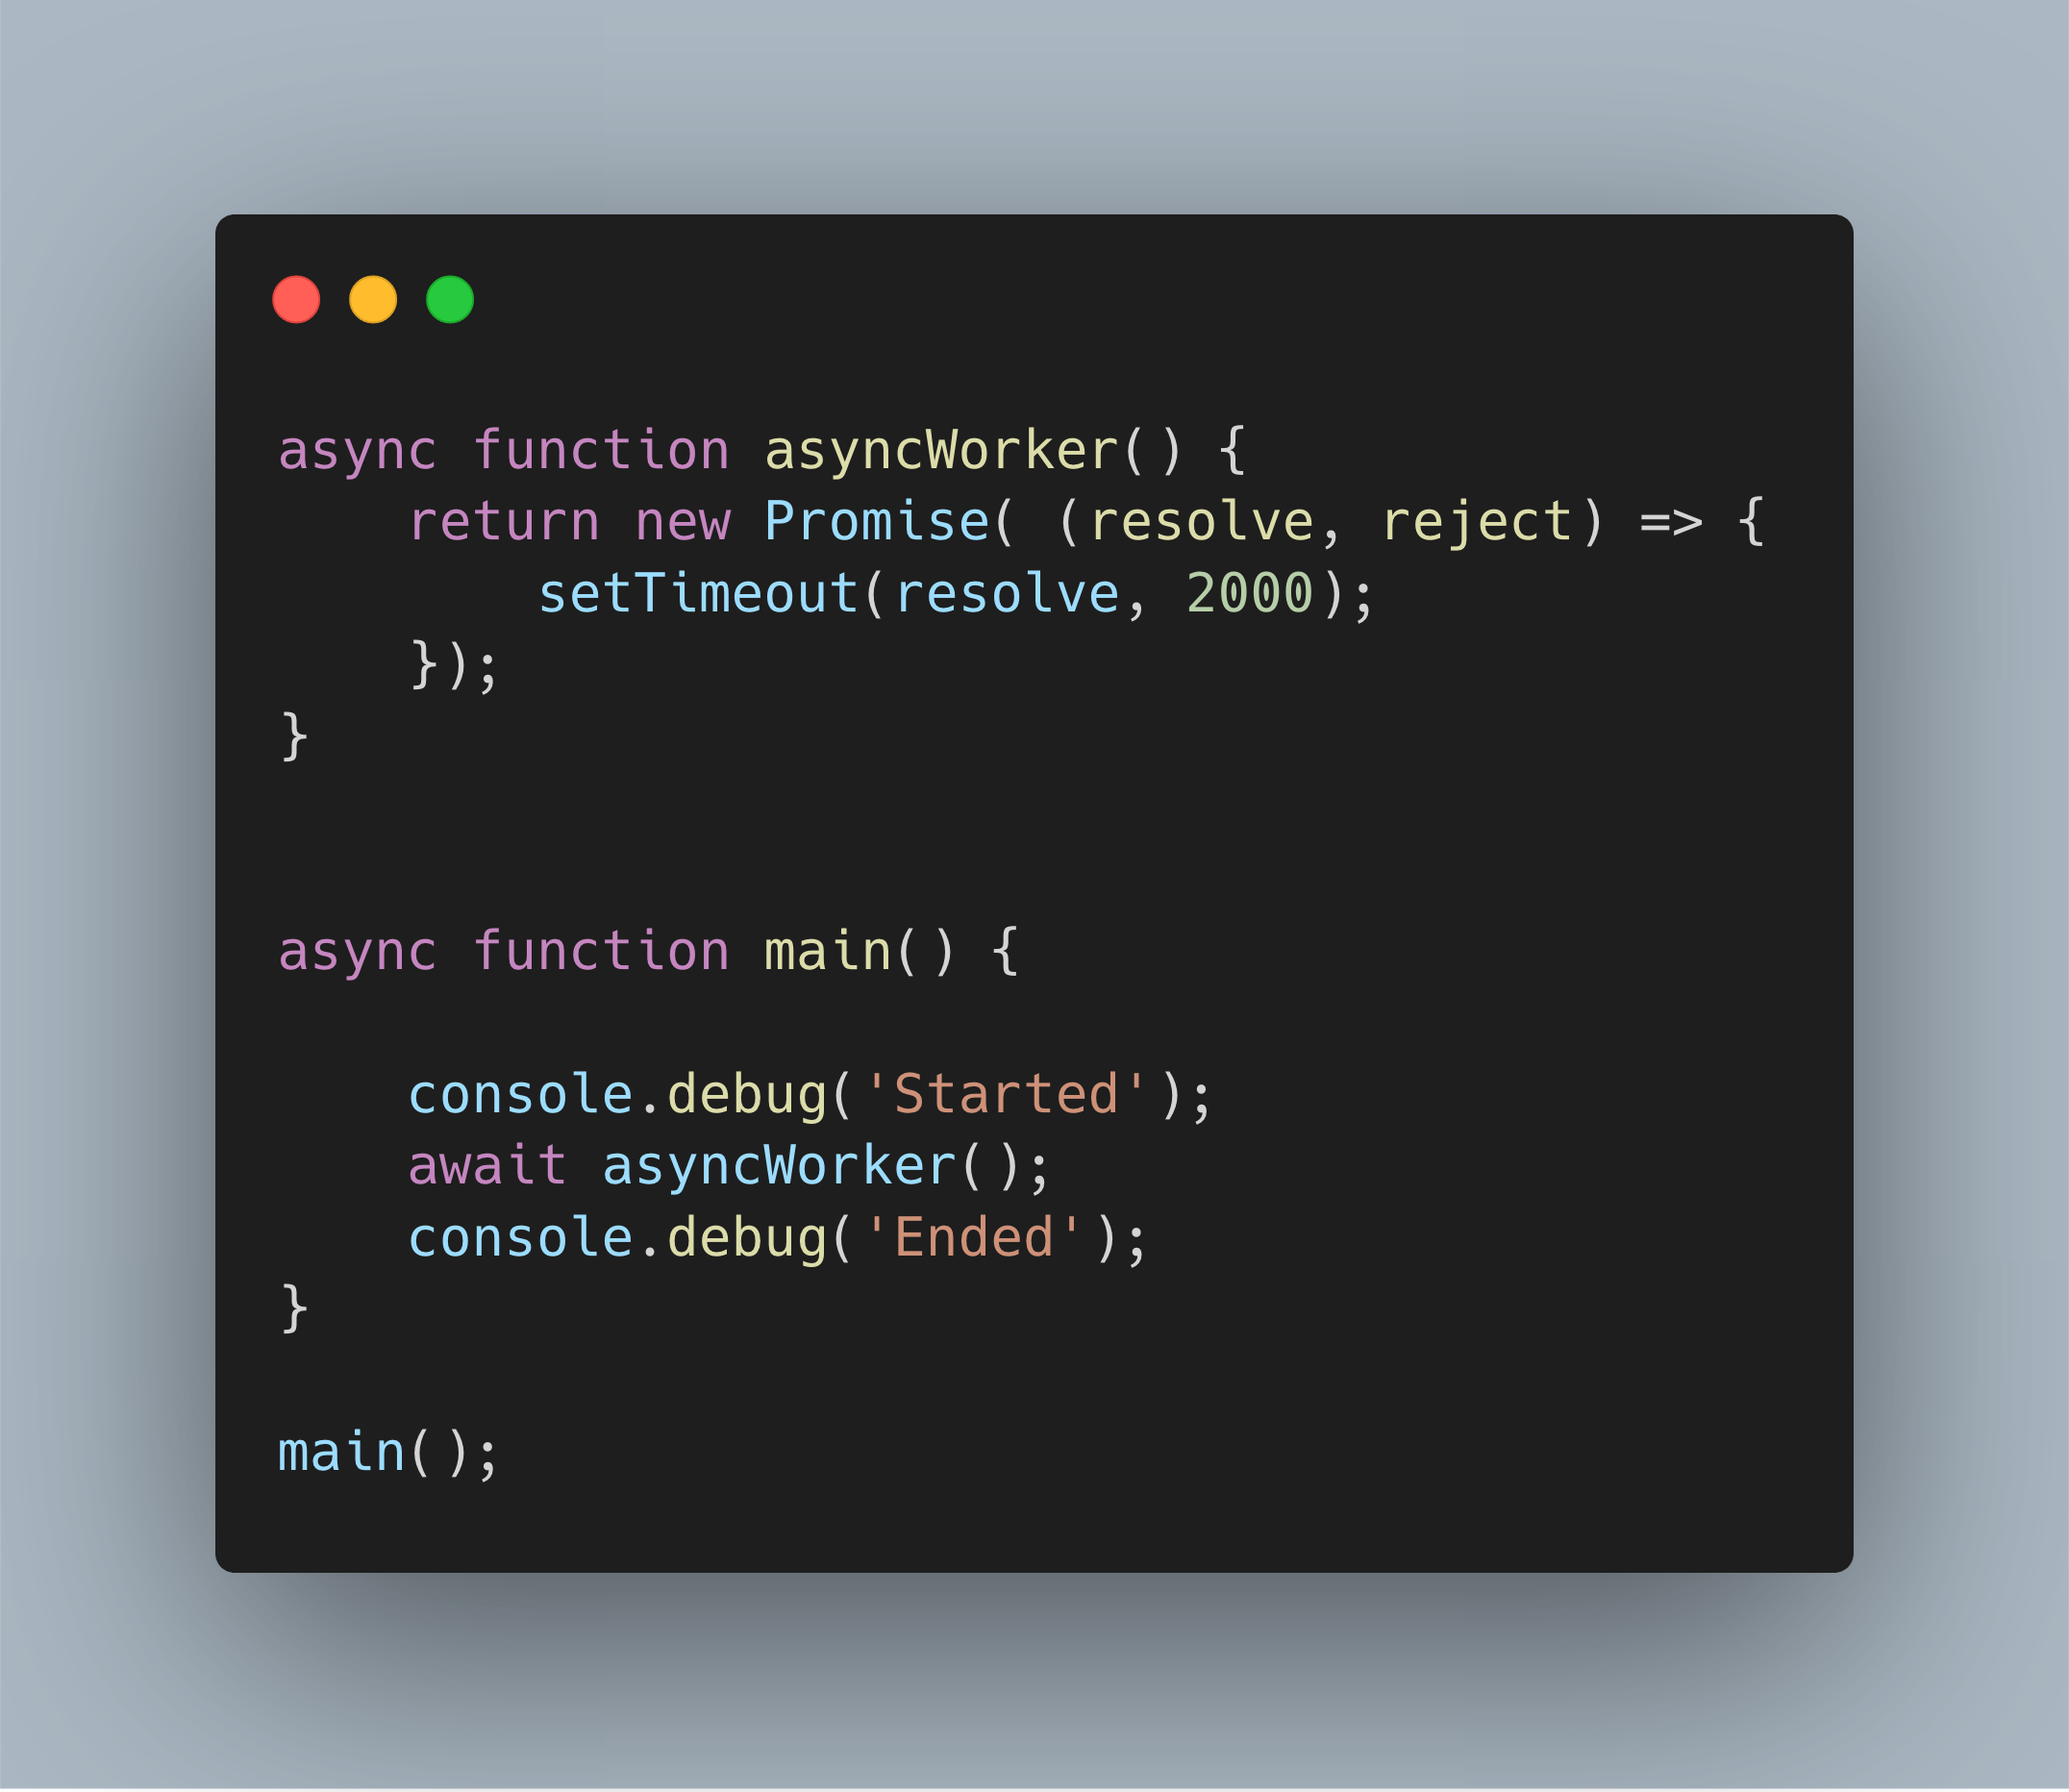 async function asyncWorker() {
    return new Promise( (resolve, reject) => {
        setTimeout(resolve, 2000);
    });
}
async function main() {
    console.debug('Started');
    await asyncWorker();
    console.debug('Ended');
}
main();